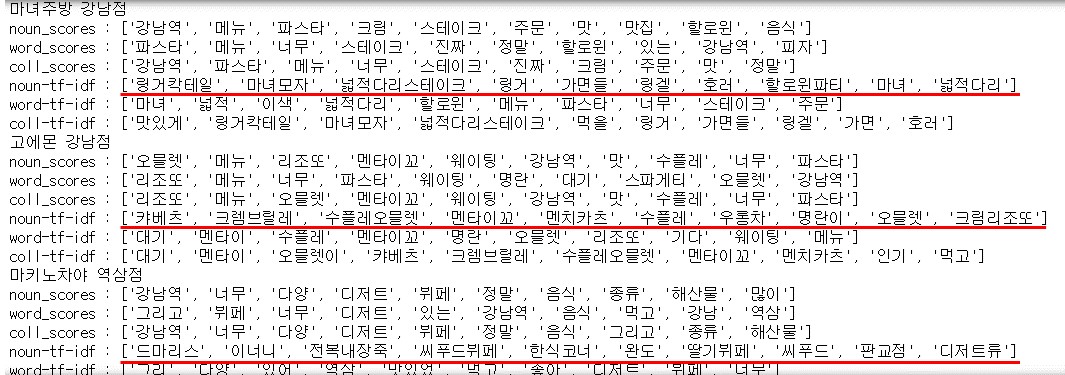 마녀주방 강남점
noun_scores : ['강남역', '메뉴', '파스타', '크림', '스테이크', '주문', '맛', '맛집', '할로윈', '음식']
word_scores : ['파스타', '메뉴', '너무', '스테이크', '진짜', '정말', '할로윈', '있는', '강남역', '피자']
coll_scores : ['강남역', '파스타', '메뉴', '너무', '스테이크', '진짜', '크림', '주문', '맛', '정말']
noun-tf-idf : ['링거칵테일', '마녀모자', '넓적다리스테이크', '링거', '가면들', '링겔', '호러', '할로윈파티', '마녀', '넓적다리']
word-tf-idf : ['마녀', '넓적', '이색', '넓적다리', '할로윈', '메뉴', '파스타', '너무', '스테이크', '주문']
coll-tf-idf : ['맛있게', '링거칵테일', '마녀모자', '넓적다리스테이크', '먹을', '링거', '가면들', '링겔', '가면', '호러']
고에몬 강남점
noun_scores : ['오믈렛', '메뉴', '리조또', '멘타이꼬', '웨이팅', '강남역', '맛', '수플레', '너무', '파스타']
word_scores : ['리조또', '메뉴', '너무', '파스타', '웨이팅', '명란', '대기', '스파게티', '오믈렛', '강남역']
coll_scores : ['리조또', '메뉴', '오믈렛', '멘타이꼬', '웨이팅', '강남역', '맛', '수플레', '너무', '파스타']
noun-tf-idf : ['캬베츠', '크렘브륄레', '수플레오믈렛', '멘타이꼬', '멘치카츠', '수플레', '우롱차', '명란이', '오믈렛', '크림리조또']
word-tf-idf : ['대기', '멘타이', '수플레', '멘타이꼬', '명란', '오믈렛', '리조또', '기다', '웨이팅', '메뉴']
coll-tf-idf : ['대기', '멘타이', '오믈렛이', '캬베츠', '크렘브륄레', '수플레오믈렛', '멘타이꼬', '멘치카츠', '인기', '먹고']
마키노차야 역삼점
noun_scores : ['강남역', '너무', '다양', '디저트', '뷔페', '정말', '음식', '종류', '해산물', '많이']
word_scores : ['그리고', '뷔페', '너무', '디저트', '있는', '강남역', '음식', '먹고', '강남', '역삼']
coll_scores : ['강남역', '너무', '다양', '디저트', '뷔페', '정말', '음식', '그리고', '종류', '해산물']
noun-tf-idf : ['드마리스', '이너니', '전복내장죽', '씨푸드뷔페', '한식코너', '완도', '딸기뷔페', '씨푸드', '판교점', '디저트류']
word-tf-idf : ['그리', '다양', '있어', '역삼', '맛있었', '먹고', '좋아', '디저트', '뷔페', '너무']